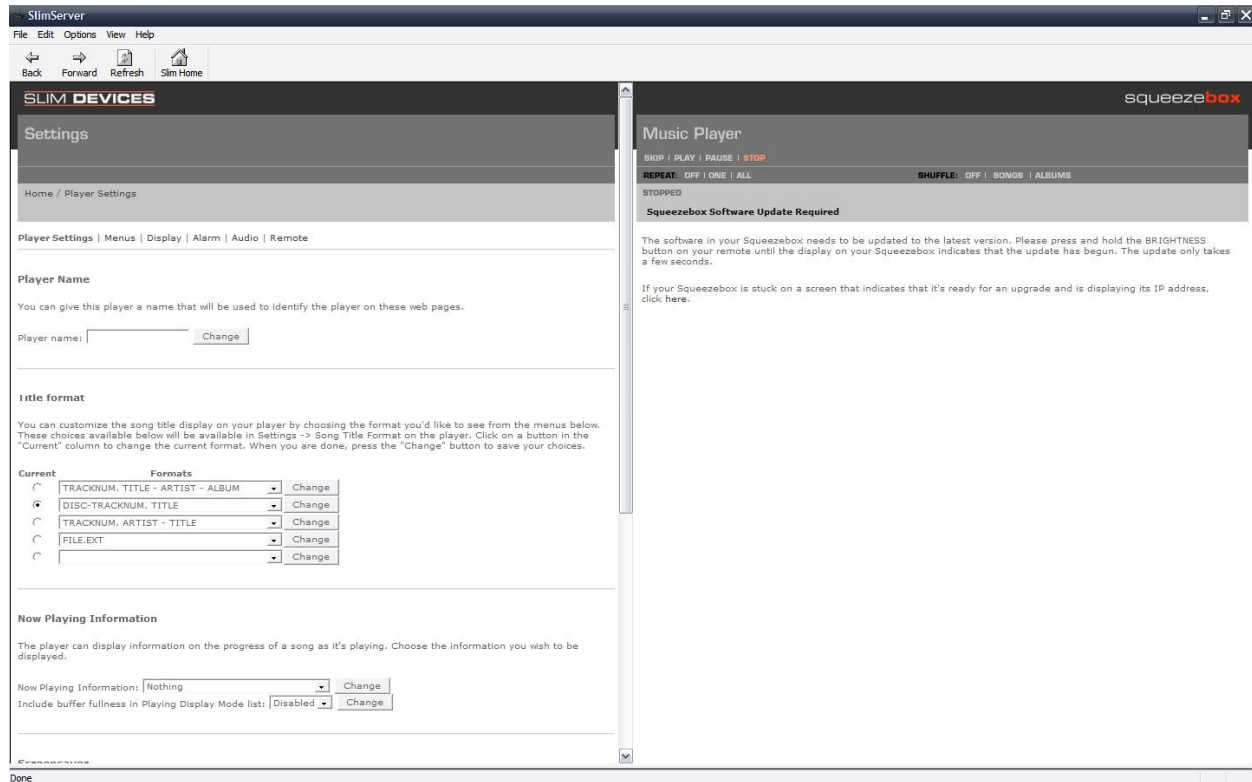 SlimServer
File Edit Options View Help
Back Forward Refresh Slim Home
SLIM DEVICES
Settings
Home / Player Settings
Player Settings | Menus | Display | Alarm | Audio | Remote
Player Name
You can give this player a name that will be used to identify the player on these web pages.
Player name: Change
Title format
You can customize the song title display on your player by choosing the format you'd like to see from the menus below.
These choices available below will be available in Settings -> Song Title Format on the player. Click on a button in the
"Current" column to change the current format. When you are done, press the "Change" button to save your choices.
Current Formats
TRACKNUM. TITLE - ARTIST - ALBUM Change
DISC-TRACKNUM. TITLE Change
TRACKNUM. ARTIST - TITLE Change
FILE.EXT Change
Change
Now Playing Information
The player can display information on the progress of a song as it's playing. Choose the information you wish to be
displayed.
Now Playing Information: Nothing Change
Include buffer fullness in Playing Display Mode list: Disabled Change
squeezebox
Music Player
SKIP | PLAY | PAUSE | STOP
REPEAT: OFF | ONE | ALL SHUFFLE: OFF | SONGS | ALBUMS
STOPPED
Squeezebox Software Update Required
The software in your Squeezebox needs to be updated to the latest version. Please press and hold the BRIGHTNESS
button on your remote until the display on your Squeezebox indicates that the update has begun. The update only takes
a few seconds.
If your Squeezebox is stuck on a screen that indicates that it's ready for an upgrade and is displaying its IP address,
click here.
Done